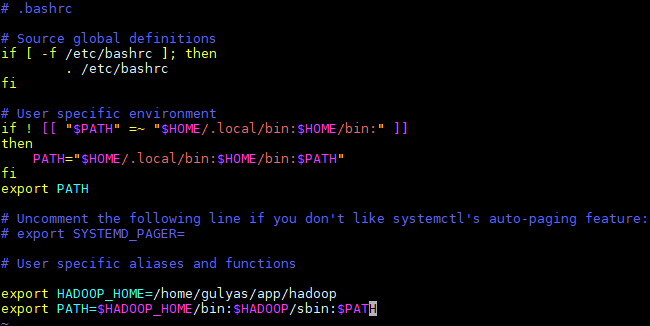 # .bashrc
# Source global definitions
if [ -f /etc/bashrc ]; then
        . /etc/bashrc
fi
# User specific environment
if ! [[ "$PATH" =~ "$HOME/.local/bin:$HOME/bin:" ]]
then
    PATH="$HOME/.local/bin:$HOME/bin:$PATH"
fi
export PATH
# Uncomment the following line if you don't like systemctl's auto-paging feature:
# export SYSTEMD_PAGER=
# User specific aliases and functions
export HADOOP_HOME=/home/gulyas/app/hadoop
export PATH=$HADOOP_HOME/bin:$HADOOP/sbin:$PATH
~